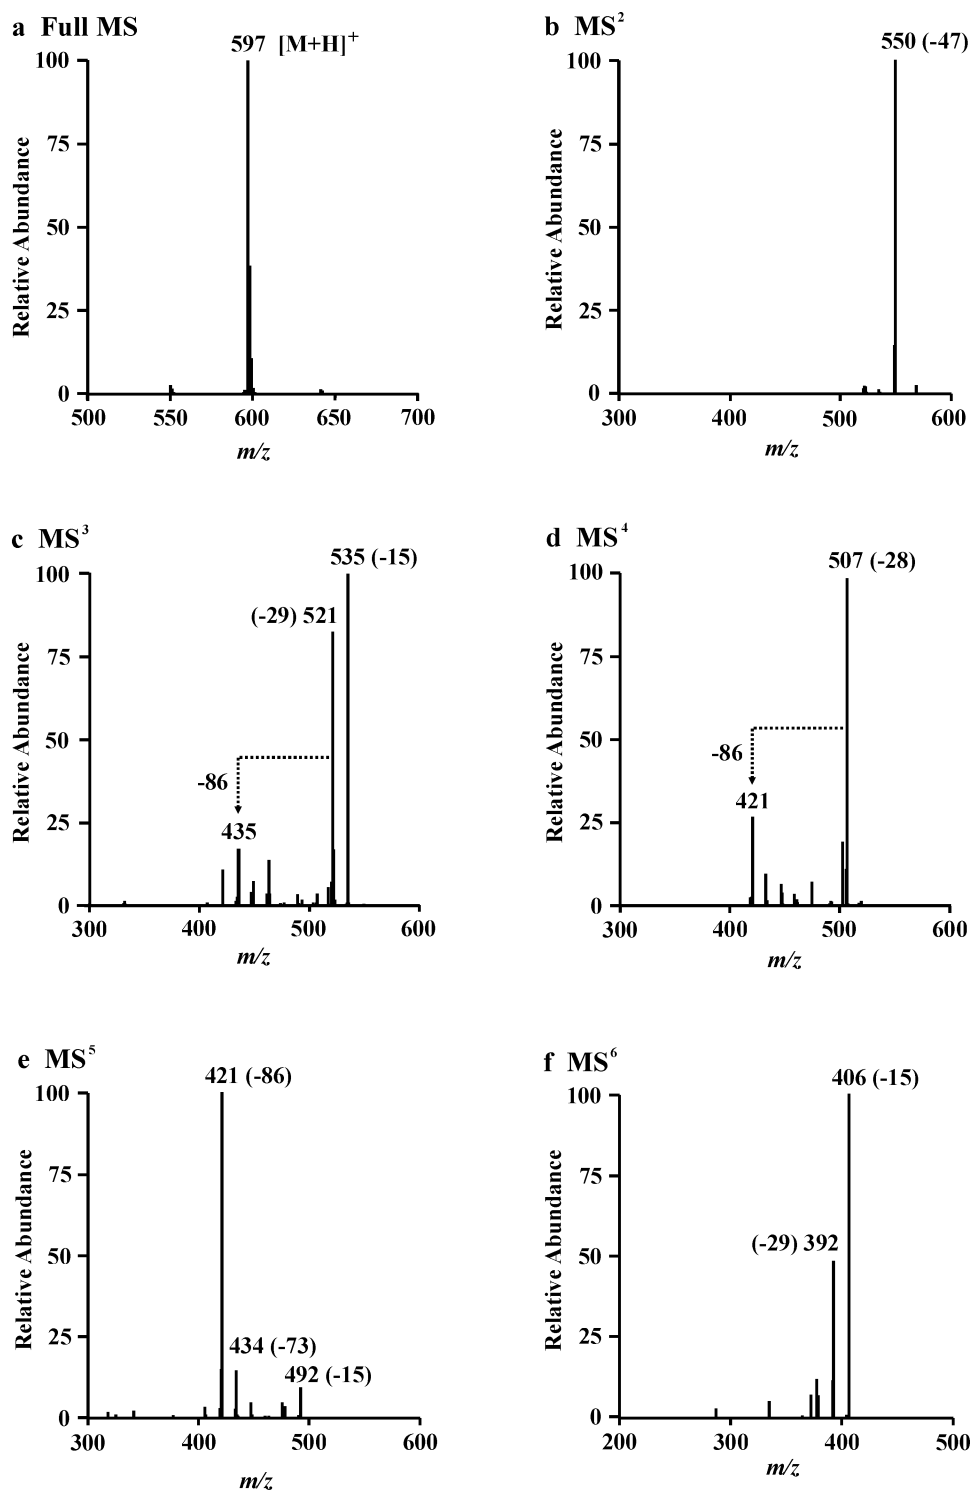 a Full MS
597 [M+H]⁺
100
75
50
25
0
Relative Abundance
500 550 600 650 700
m/z
b MS²
550 (-47)
100
75
50
25
0
Relative Abundance
300 400 500 600
m/z
c MS³
535 (-15)
(-29) 521
-86
435
100
75
50
25
0
Relative Abundance
300 400 500 600
m/z
d MS⁴
507 (-28)
-86
421
100
75
50
25
0
Relative Abundance
300 400 500 600
m/z
e MS⁵
421 (-86)
434 (-73)
492 (-15)
100
75
50
25
0
Relative Abundance
300 400 500 600
m/z
f MS⁶
406 (-15)
(-29) 392
100
75
50
25
0
Relative Abundance
200 300 400 500
m/z